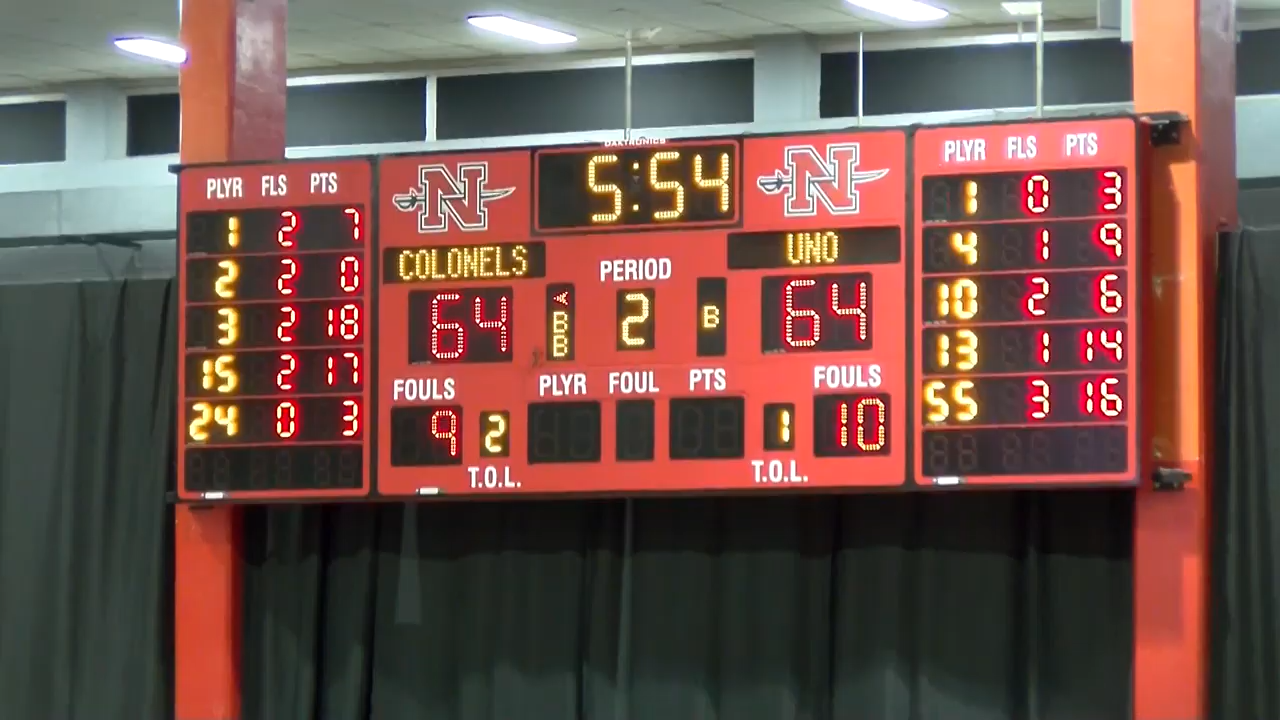 DAKTRONICS
PLYR FLS PTS
1 2 7
2 2 0
3 2 18
15 2 17
24 0 3
N
5:54
N
COLONELS
UNO
PERIOD
64
<
B
B
2
B
64
FOULS
PLYR FOUL PTS
FOULS
9 2
1 10
T.O.L.
T.O.L.
PLYR FLS PTS
1 0 3
4 1 9
10 2 6
13 1 14
55 3 16